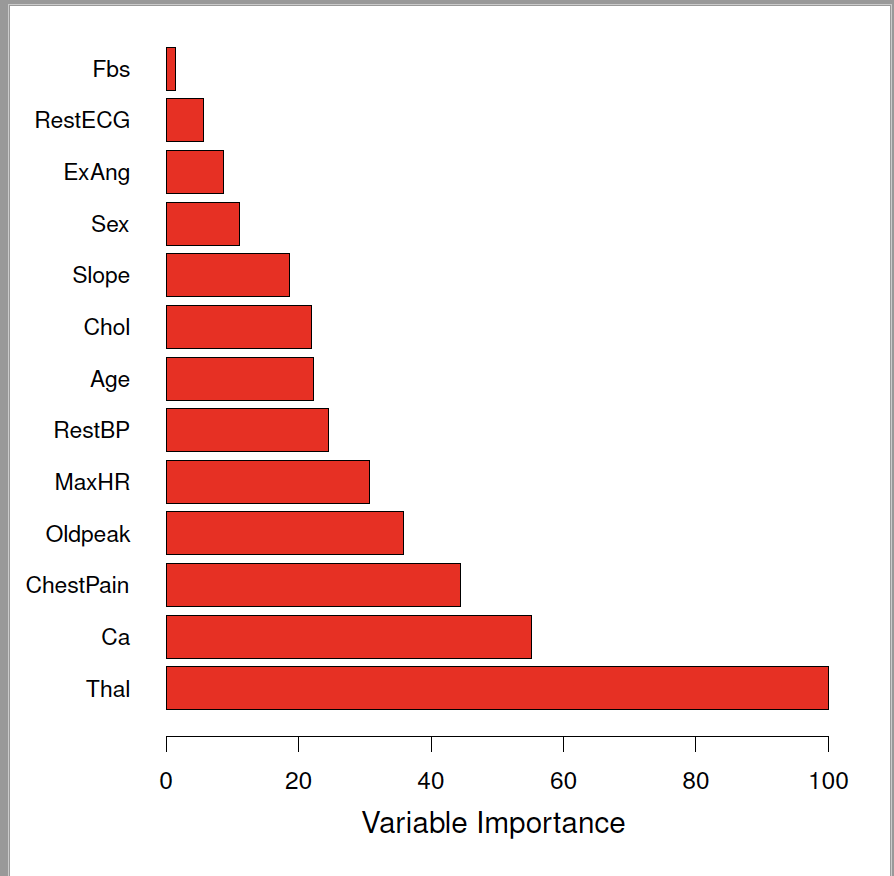 Fbs
RestECG
ExAng
Sex
Slope
Chol
Age
RestBP
MaxHR
Oldpeak
ChestPain
Ca
Thal
0 20 40 60 80 100
Variable Importance